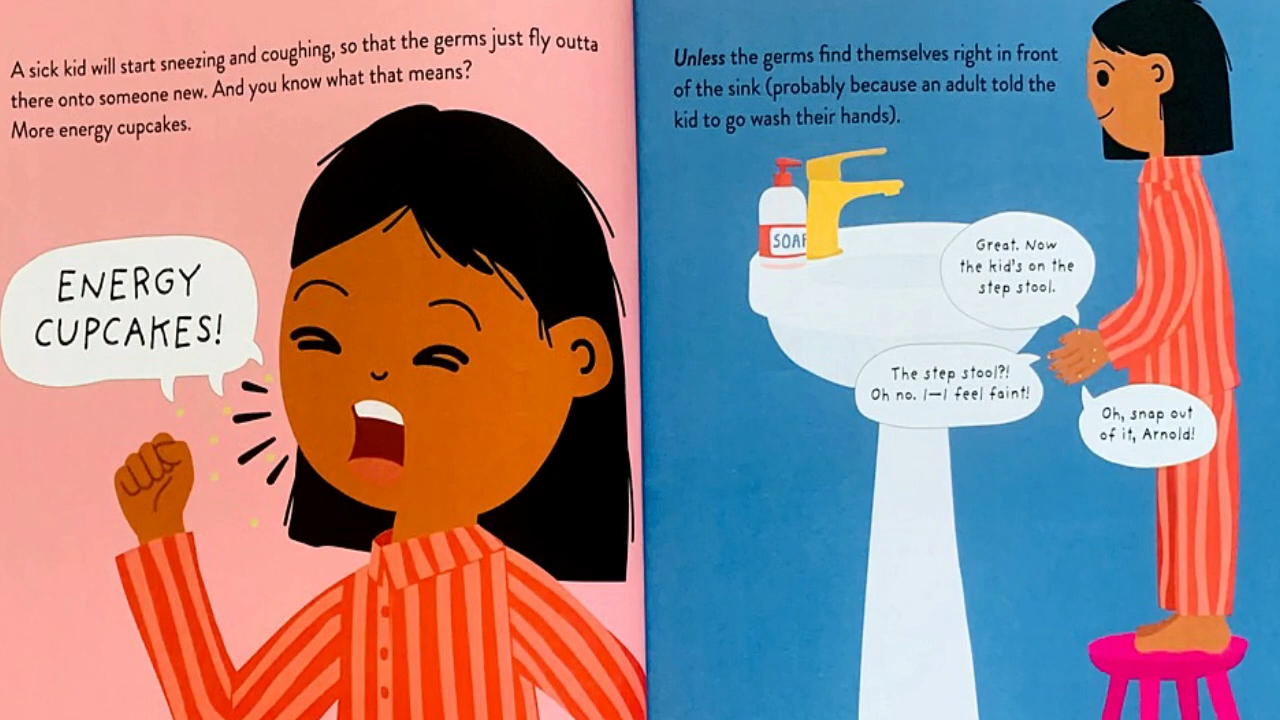 A sick kid will start sneezing and coughing, so that the germs just fly outta
there onto someone new. And you know what that means?
More energy cupcakes.
ENERGY
CUPCAKES!
Unless the germs find themselves right in front
of the sink (probably because an adult told the
kid to go wash their hands).
SOAP
Great. Now
the kid's on the
step stool.
The step stool?!
Oh no. I—I feel faint!
Oh, snap out
of it, Arnold!